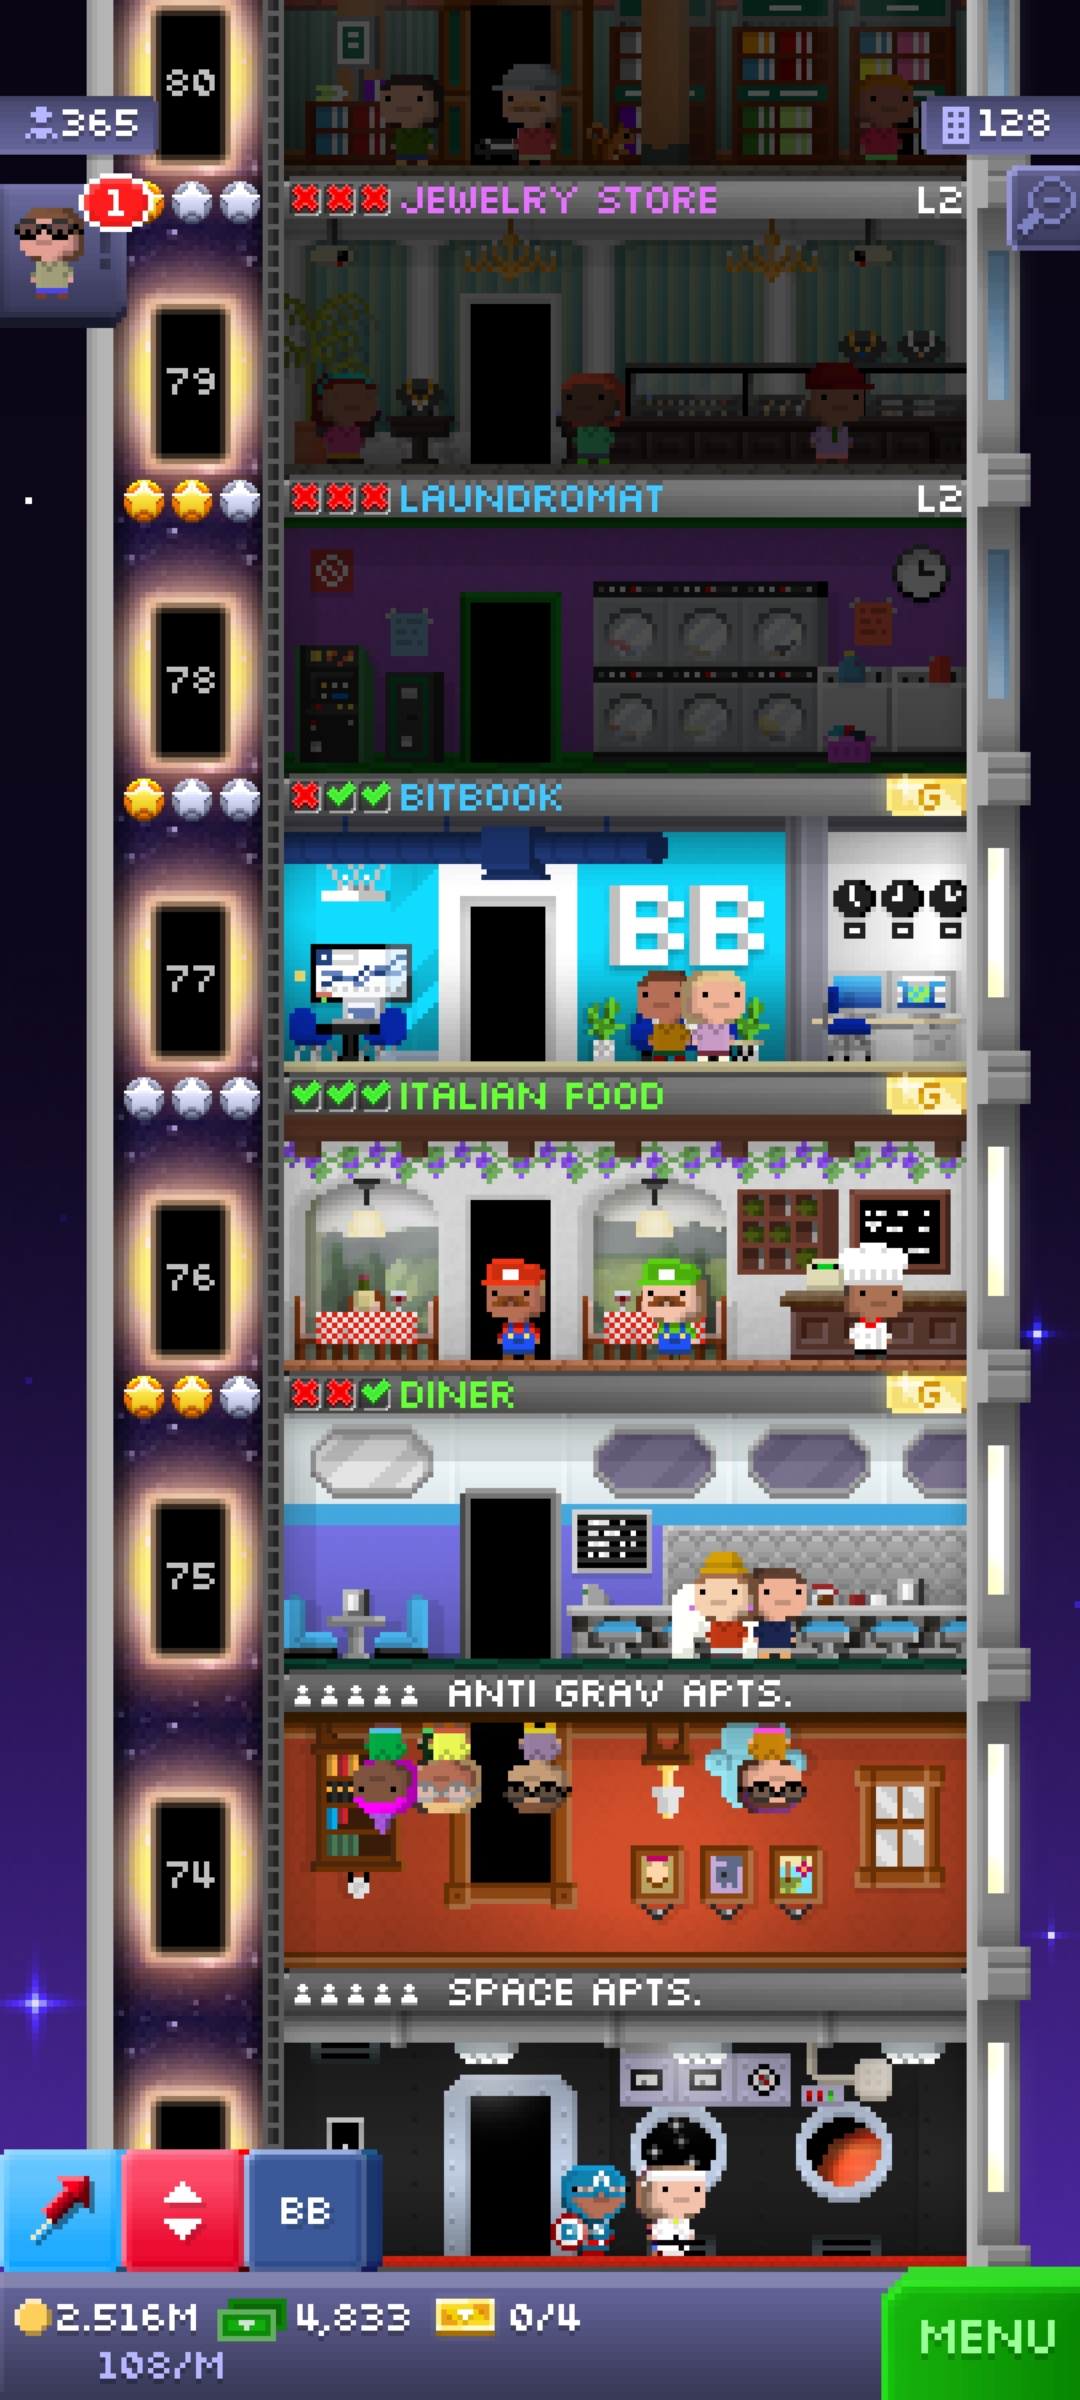 80
365
128
1
JEWELRY STORE L2
79
LAUNDROMAT L2
78
BITBOOK G
BB
77
ITALIAN FOOD G
76
DINER G
75
ANTI GRAV APTS.
74
SPACE APTS.
BB
2.516M 4,833 0/4
108/M
MENU